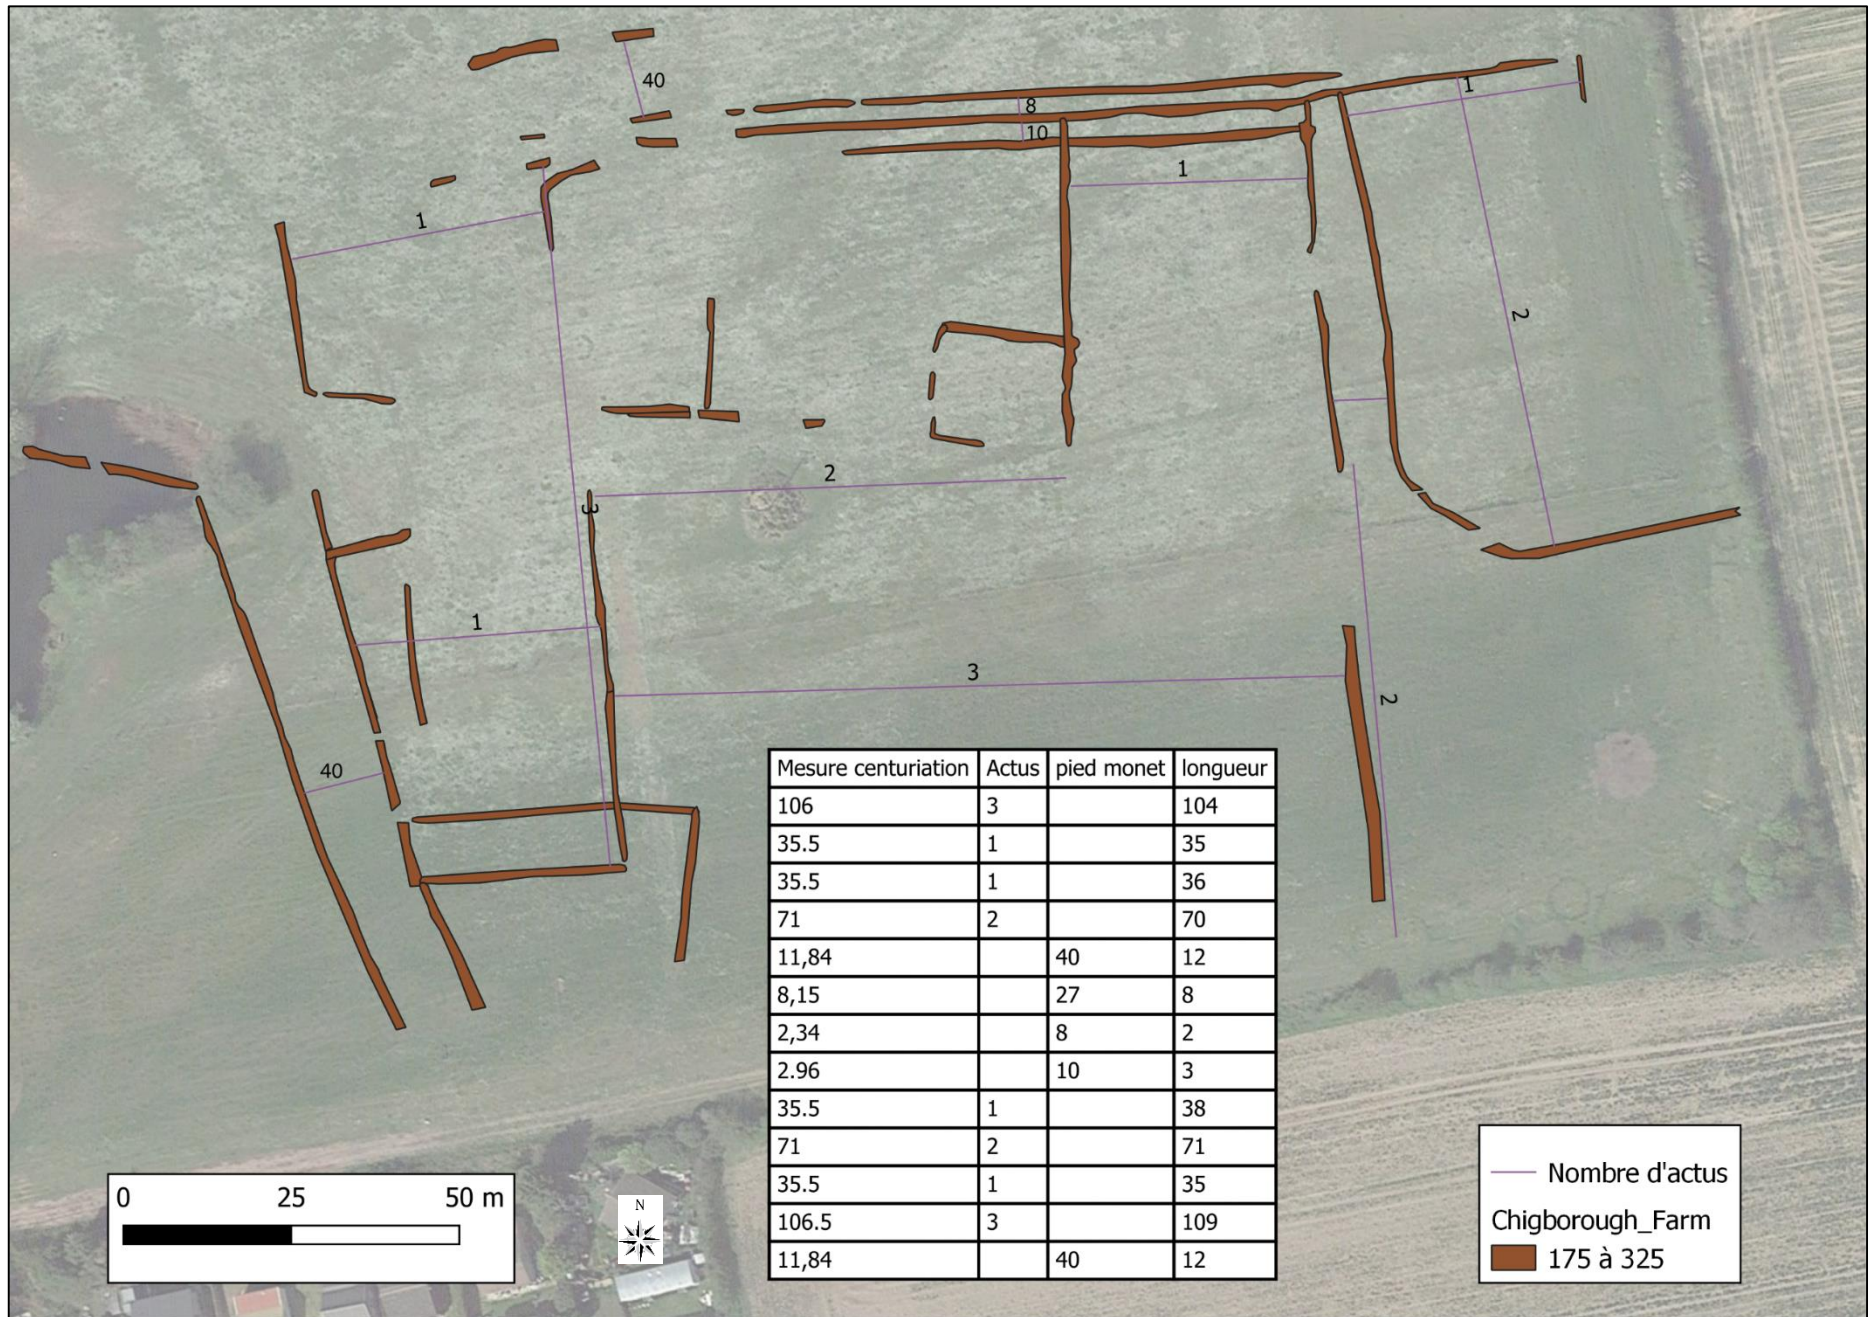 40
8
10
1
1
1
1
2
2
3
1
3
2
40
Mesure centuriation Actus pied monet longueur
106 3 104
35.5 1 35
35.5 1 36
71 2 70
11,84 40 12
8,15 27 8
2,34 8 2
2.96 10 3
35.5 1 38
71 2 71
35.5 1 35
106.5 3 109
11,84 40 12
0 25 50 m
N
Nombre d'actus
Chigborough_Farm
175 à 325